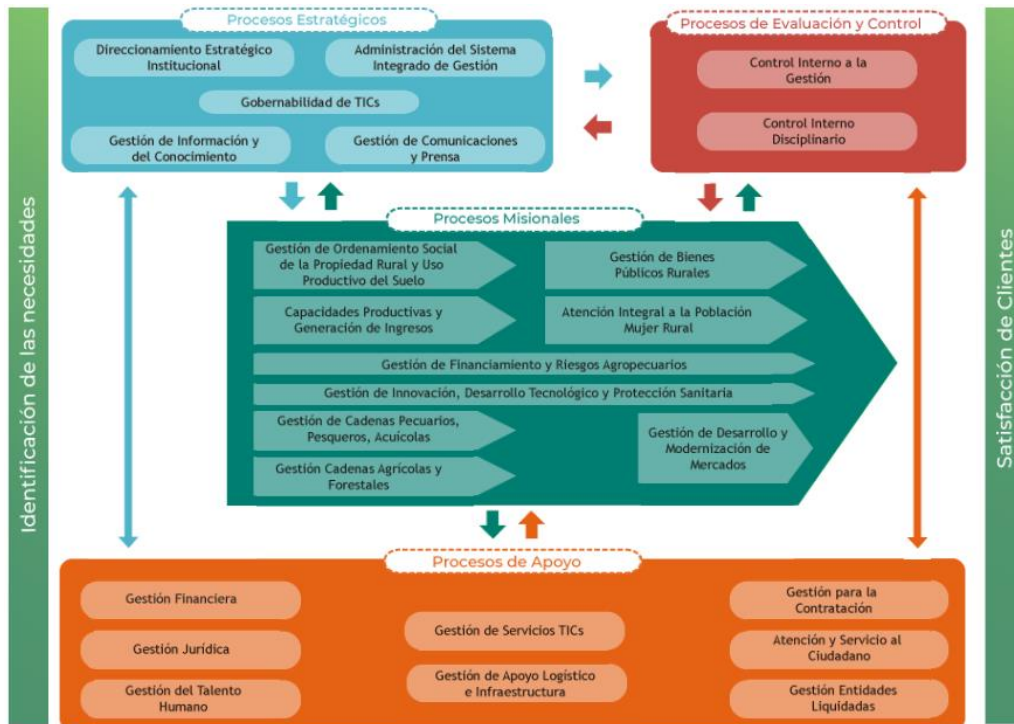 Identificación de las necesidades
Procesos Estratégicos
Direccionamiento Estratégico
Institucional
Administración del Sistema
Integrado de Gestión
Gobernabilidad de TICs
Gestión de Información y
del Conocimiento
Gestión de Comunicaciones
y Prensa
Procesos de Evaluación y Control
Control Interno a la
Gestión
Control Interno
Disciplinario
Procesos Misionales
Gestión de Ordenamiento Social
de la Propiedad Rural y Uso
Productivo del Suelo
Gestión de Bienes
Públicos Rurales
Capacidades Productivas y
Generación de Ingresos
Atención Integral a la Población
Mujer Rural
Gestión de Financiamiento y Riesgos Agropecuarios
Gestión de Innovación, Desarrollo Tecnológico y Protección Sanitaria
Gestión de Cadenas Pecuarios,
Pesqueros, Acuícolas
Gestión Cadenas Agrícolas y
Forestales
Gestión de Desarrollo y
Modernización de
Mercados
Procesos de Apoyo
Gestión Financiera
Gestión Jurídica
Gestión del Talento
Humano
Gestión de Servicios TICs
Gestión de Apoyo Logístico
e Infraestructura
Gestión para la
Contratación
Atención y Servicio al
Ciudadano
Gestión Entidades
Liquidadas
Satisfacción de Clientes